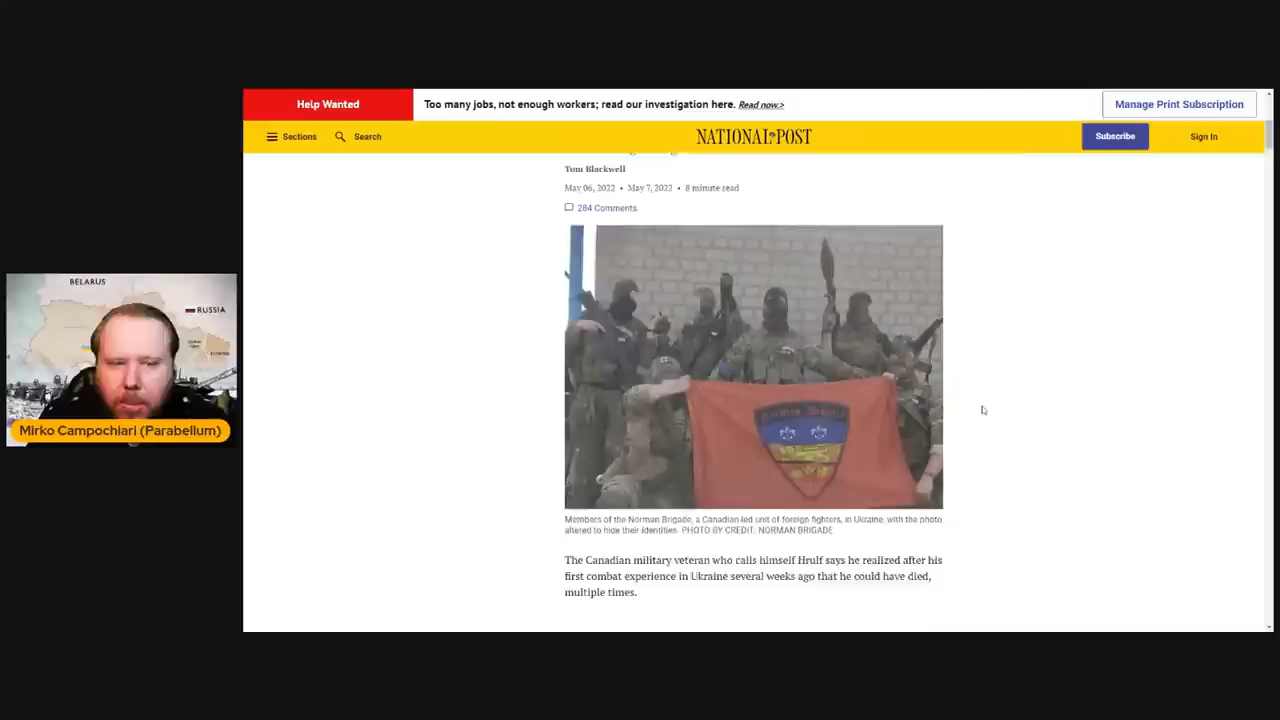 Help Wanted
Too many jobs, not enough workers; read our investigation here. Read now.>
Manage Print Subscription
Sections
Search
NATIONAL POST
Subscribe
Sign In
Tom Blackwell
May 06, 2022 • May 7, 2022 • 8 minute read
284 Comments
BELARUS
RUSSIA
Mirko Campochiari (Parabellum)
Members of the Norman Brigade, a Canadian-led unit of foreign fighters, in Ukraine, with the photo
altered to hide their identities. PHOTO BY CREDIT: NORMAN BRIGADE
The Canadian military veteran who calls himself Hrulf says he realized after his
first combat experience in Ukraine several weeks ago that he could have died,
multiple times.